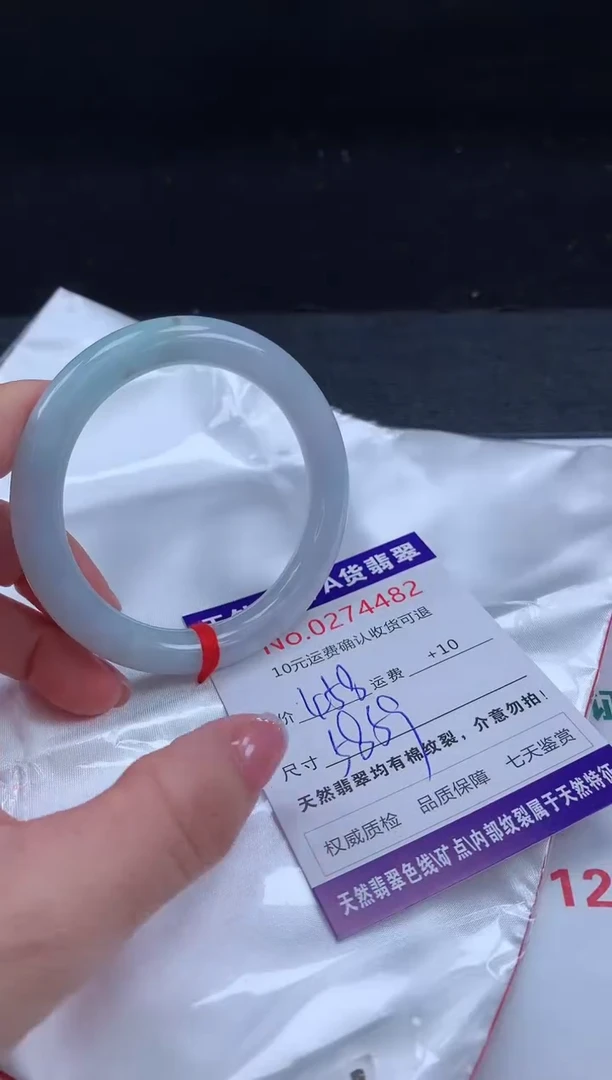 A货翡翠
No.0274482
10元运费确认收货可退
价 458 运费 +10
尺寸
天然翡翠均有棉纹裂，介意勿拍！
权威质检 品质保障 七天鉴赏
天然翡翠色线\矿点\内部纹裂属于天然特征
12